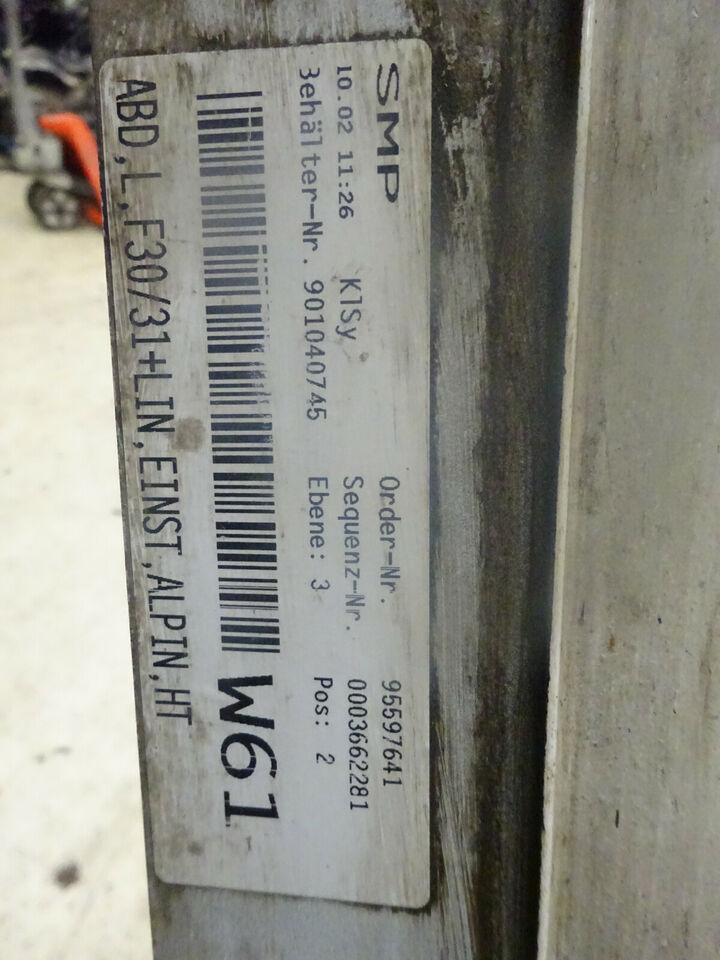 SMP Order-Nr. 95597641
10.02 11:26 KlSy Sequenz-Nr. 0003662281
Behälter-Nr. 901040745 Ebene: 3 Pos: 2
W61
ABD,L,F30/31+LIN,EINST,ALPIN,HT